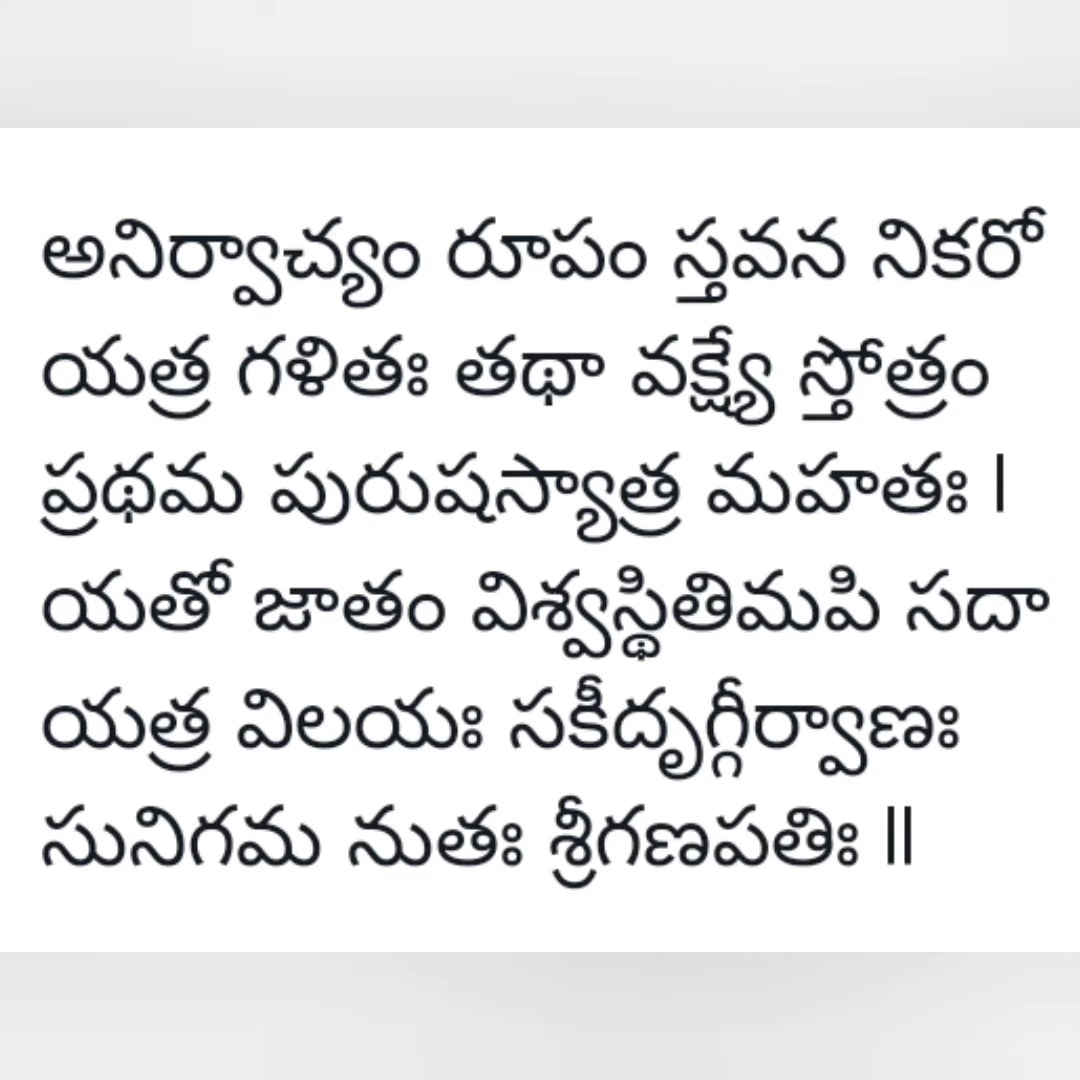 అనిర్వాచ్యం రూపం స్తవన నికరో
యత్ర గళితః తథా వక్ష్యే స్తోత్రం
ప్రథమ పురుషస్యాత్ర మహతః |
యతో జాతం విశ్వస్థితిమపి సదా
యత్ర విలయః సకీదృగ్గీర్వాణః
సునిగమ నుతః శ్రీగణపతిః ||